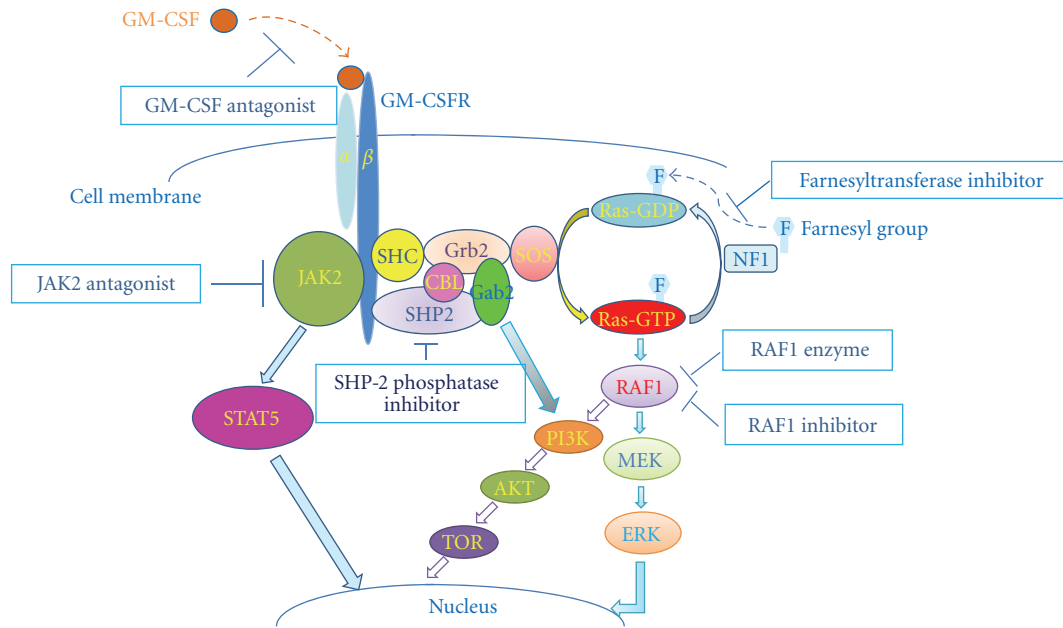 GM-CSF
GM-CSF antagonist
GM-CSFR
α
β
Cell membrane
F
Farnesyltransferase inhibitor
Ras-GDP
F
Farnesyl group
SHC
Grb2
SOS
NF1
JAK2
JAK2 antagonist
CBL
Gab2
F
SHP2
Ras-GTP
RAF1 enzyme
SHP-2 phosphatase
inhibitor
RAF1
RAF1 inhibitor
STAT5
PI3K
MEK
AKT
ERK
TOR
Nucleus